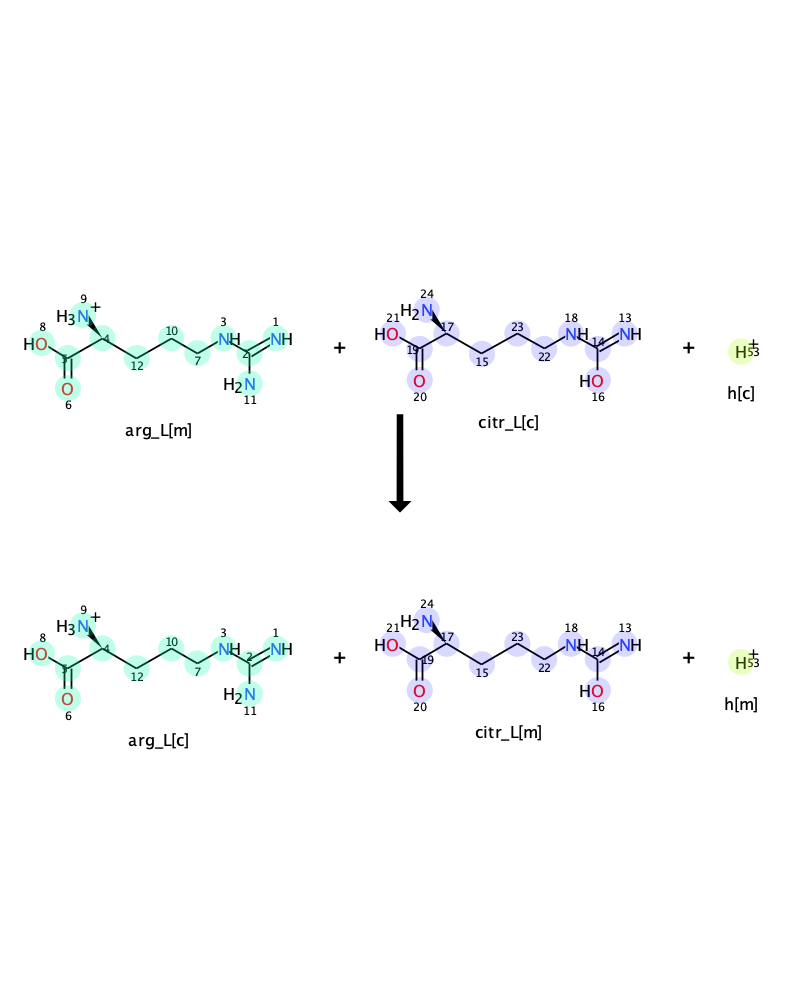 9
H3N+
8
HO
4
5
O
6
12
10
7
3
NH
2
1
NH
H2N
11
arg_L[m]
+
24
H2N
21
HO
17
19
O
20
15
23
22
18
NH
14
13
NH
HO
16
citr_L[c]
+
H+
53
h[c]
9
H3N+
8
HO
4
5
O
6
12
10
7
3
NH
2
1
NH
H2N
11
arg_L[c]
+
24
H2N
21
HO
17
19
O
20
15
23
22
18
NH
14
13
NH
HO
16
citr_L[m]
+
H+
53
h[m]